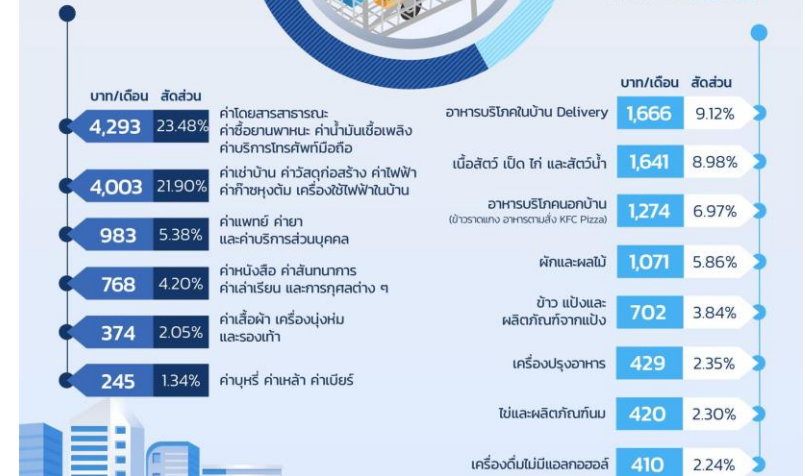 บาท/เดือน สัดส่วน
4,293 23.48% ค่าโดยสารสาธารณะ
ค่าซื้อยานพาหนะ ค่าน้ำมันเชื้อเพลิง
ค่าบริการโทรศัพท์มือถือ
4,003 21.90% ค่าเช่าบ้าน ค่าวัสดุก่อสร้าง ค่าไฟฟ้า
ค่าก๊าซหุงต้ม เครื่องใช้ไฟฟ้าในบ้าน
983 5.38% ค่าแพทย์ ค่ายา
และค่าบริการส่วนบุคคล
768 4.20% ค่าหนังสือ ค่าสันทนาการ
ค่าเล่าเรียน และการกุศลต่าง ๆ
374 2.05% ค่าเสื้อผ้า เครื่องนุ่งห่ม
และรองเท้า
245 1.34% ค่าบุหรี่ ค่าเหล้า ค่าเบียร์
บาท/เดือน สัดส่วน
อาหารบริโภคในบ้าน Delivery 1,666 9.12%
เนื้อสัตว์ เป็ด ไก่ และสัตว์น้ำ 1,641 8.98%
อาหารบริโภคนอกบ้าน 1,274 6.97%
(ข้าวราดแกง อาหารตามสั่ง KFC Pizza)
ผักและผลไม้ 1,071 5.86%
ข้าว แป้งและ
ผลิตภัณฑ์จากแป้ง 702 3.84%
เครื่องปรุงอาหาร 429 2.35%
ไข่และผลิตภัณฑ์นม 420 2.30%
เครื่องดื่มไม่มีแอลกอฮอล์ 410 2.24%